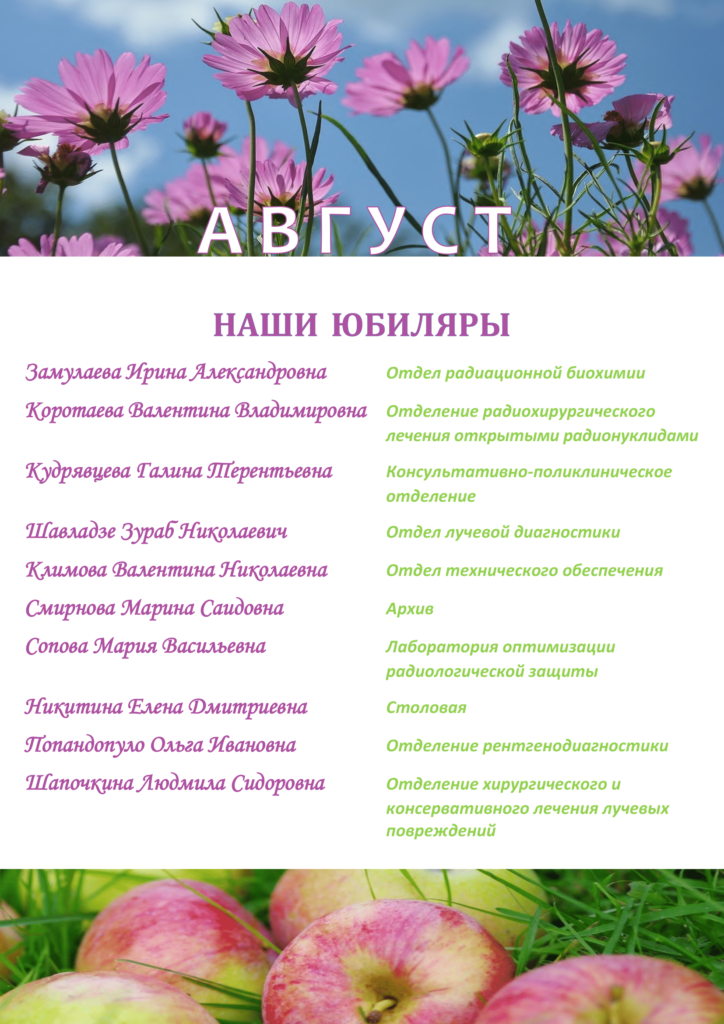 АВГУСТ
НАШИ ЮБИЛЯРЫ
Замулаева Ирина Александровна Отдел радиационной биохимии
Коротаева Валентина Владимировна Отделение радиохирургического
лечения открытыми радионуклидами
Кудрявцева Галина Терентьевна Консультативно-поликлиническое
отделение
Шавладзе Зураб Николаевич Отдел лучевой диагностики
Климова Валентина Николаевна Отдел технического обеспечения
Смирнова Марина Саидовна Архив
Сопова Мария Васильевна Лаборатория оптимизации
радиологической защиты
Никитина Елена Дмитриевна Столовая
Попандопуло Ольга Ивановна Отделение рентгенодиагностики
Шапочкина Людмила Сидоровна Отделение хирургического и
консервативного лечения лучевых
повреждений